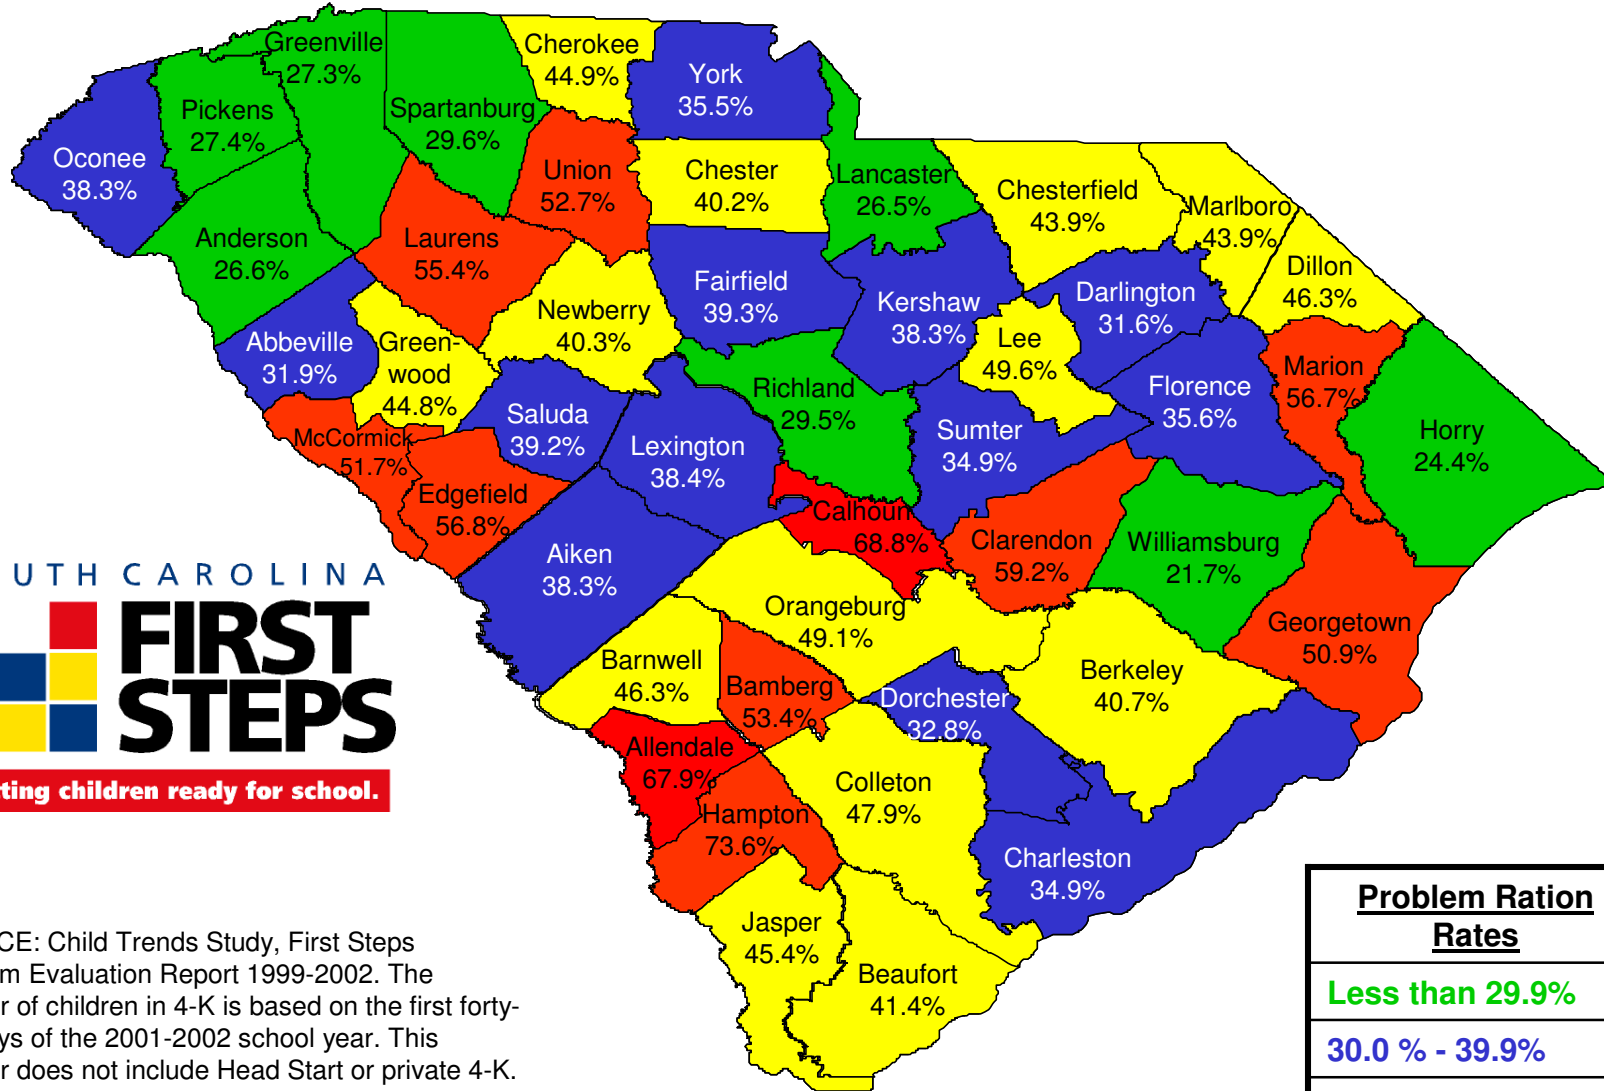 Greenville
27.3%
Cherokee
44.9%
York
35.5%
Pickens
27.4%
Spartanburg
29.6%
Oconee
38.3%
Union
52.7%
Chester
40.2%
Lancaster
26.5%
Chesterfield
43.9%
Marlboro
43.9%
Anderson
26.6%
Laurens
55.4%
Dillon
46.3%
Fairfield
39.3%
Kershaw
38.3%
Darlington
31.6%
Newberry
40.3%
Abbeville
31.9%
Green-
wood
44.8%
Lee
49.6%
Marion
56.7%
Florence
35.6%
Richland
29.5%
Saluda
39.2%
Lexington
38.4%
Sumter
34.9%
Horry
24.4%
McCormick
51.7%
Edgefield
56.8%
Calhoun
68.8%
Clarendon
59.2%
Williamsburg
21.7%
Aiken
38.3%
Orangeburg
49.1%
Georgetown
50.9%
Barnwell
46.3%
Bamberg
53.4%
Dorchester
32.8%
Berkeley
40.7%
Allendale
67.9%
Colleton
47.9%
Hampton
73.6%
Charleston
34.9%
Jasper
45.4%
Beaufort
41.4%
UTH CAROLINA
FIRST
STEPS
ting children ready for school.
CE: Child Trends Study, First Steps
m Evaluation Report 1999-2002. The
r of children in 4-K is based on the first forty-
ys of the 2001-2002 school year. This
r does not include Head Start or private 4-K.
Problem Ration
Rates
Less than 29.9%
30.0 % - 39.9%